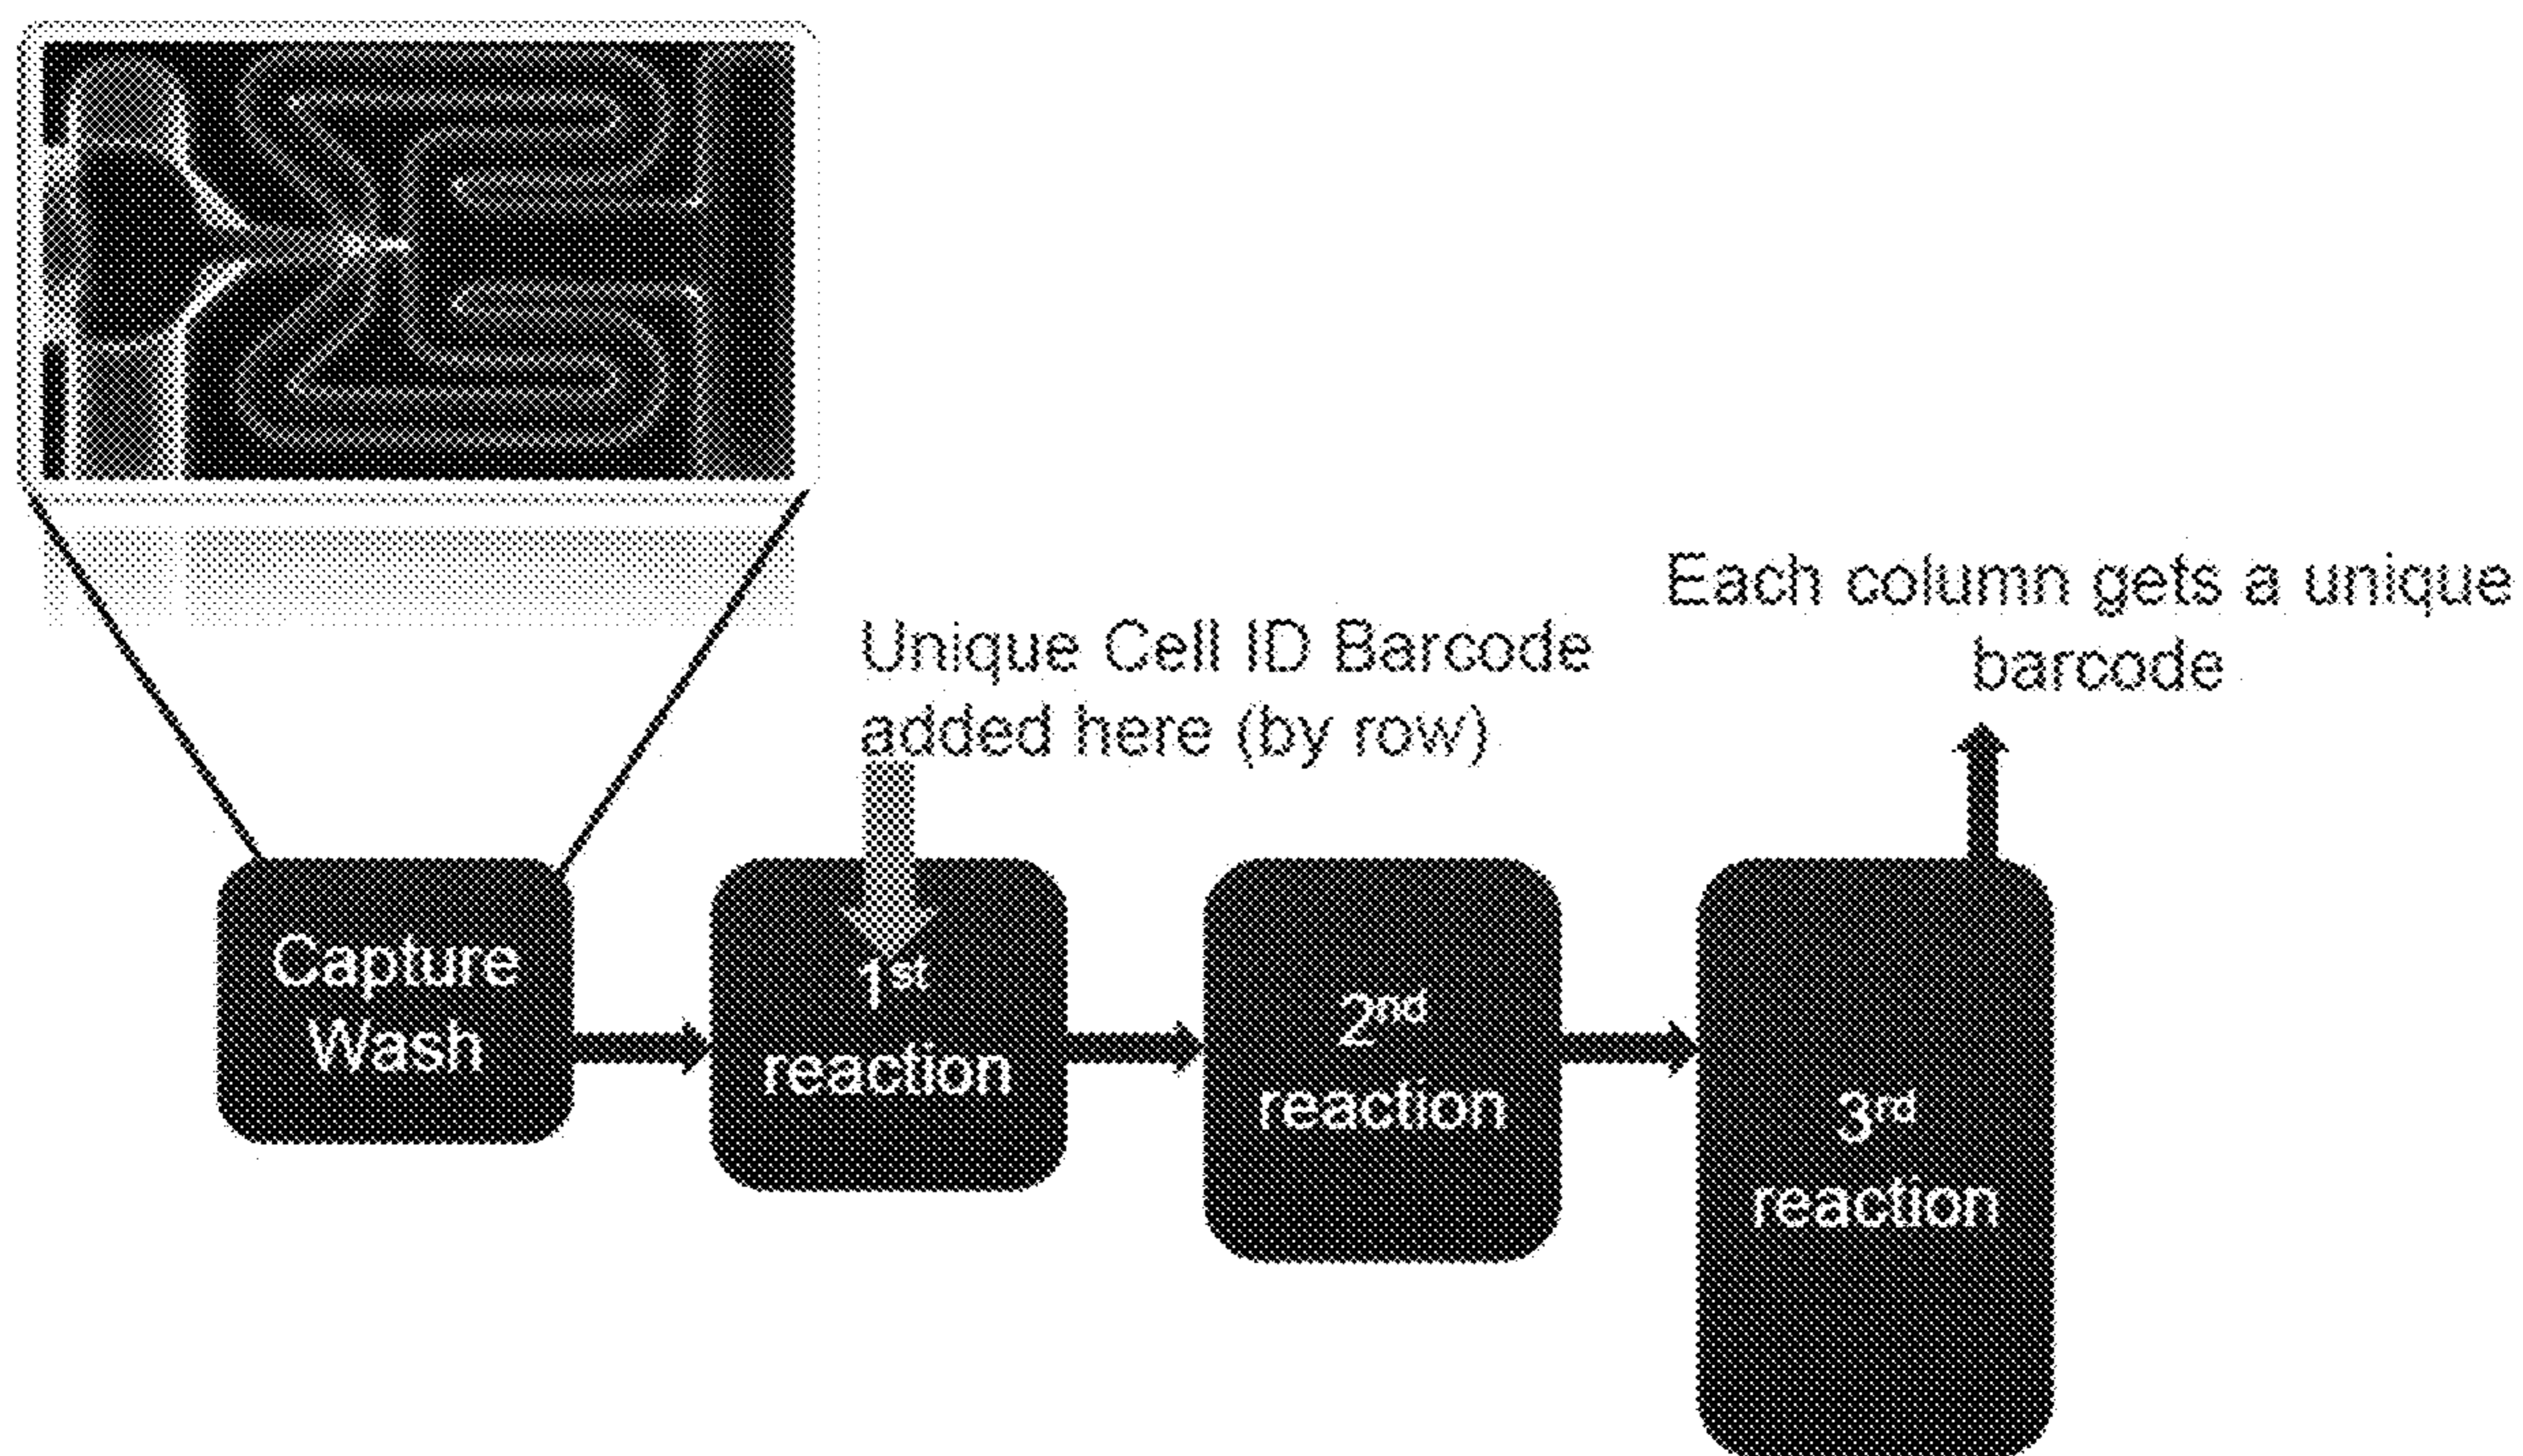 Each column gets a unique
barcode
Unique Cell ID Barcode
added here (by row)
Capture
Wash
1st
reaction
2nd
reaction
3rd
reaction